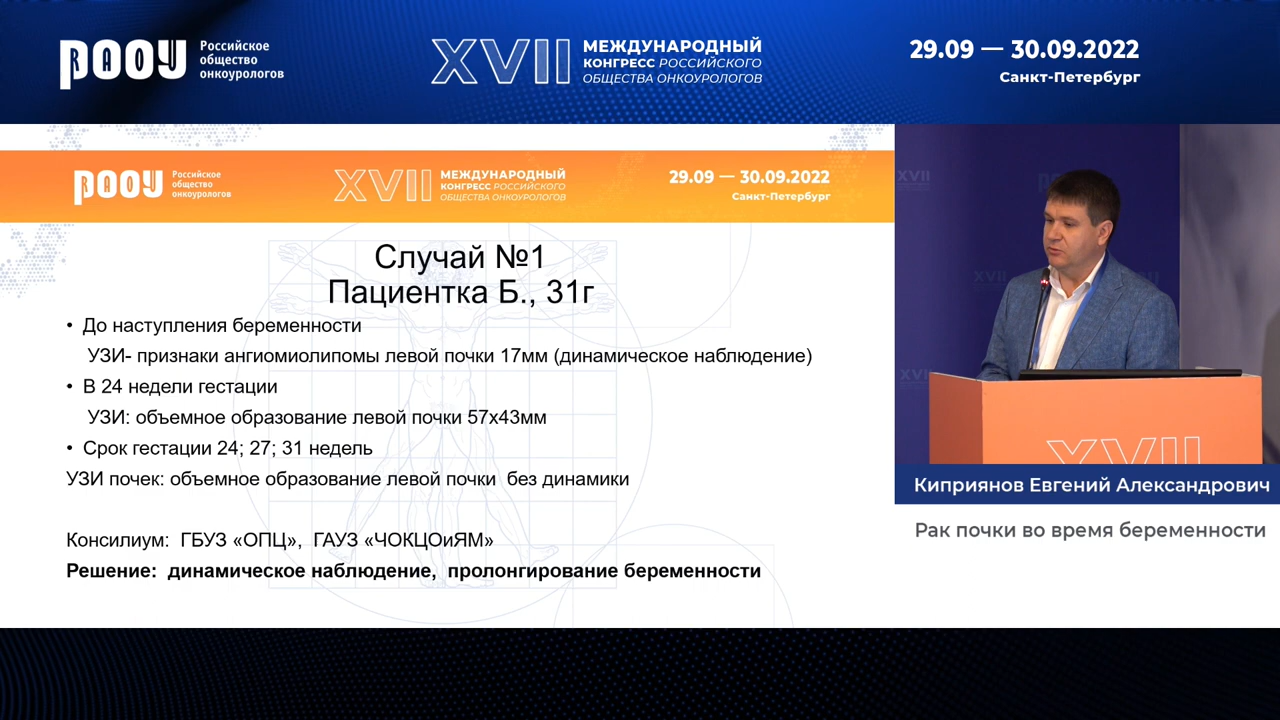 РООУ
Российское
общество
онкоурологов
XVII
МЕЖДУНАРОДНЫЙ
КОНГРЕСС РОССИЙСКОГО
ОБЩЕСТВА ОНКОУРОЛОГОВ
29.09 — 30.09.2022
Санкт-Петербург
РООУ
Российское
общество
онкоурологов
XVII
МЕЖДУНАРОДНЫЙ
КОНГРЕСС РОССИЙСКОГО
ОБЩЕСТВА ОНКОУРОЛОГОВ
29.09 — 30.09.2022
Санкт-Петербург
Случай №1
Пациентка Б., 31г
• До наступления беременности
УЗИ- признаки ангиомиолипомы левой почки 17мм (динамическое наблюдение)
• В 24 недели гестации
УЗИ: объемное образование левой почки 57х43мм
• Срок гестации 24; 27; 31 недель
УЗИ почек: объемное образование левой почки без динамики
Консилиум: ГБУЗ «ОПЦ», ГАУЗ «ЧОКЦОиЯМ»
Решение: динамическое наблюдение, пролонгирование беременности
XVII
XVII
XVII
XVII
Киприянов Евгений Александрович
Рак почки во время беременности